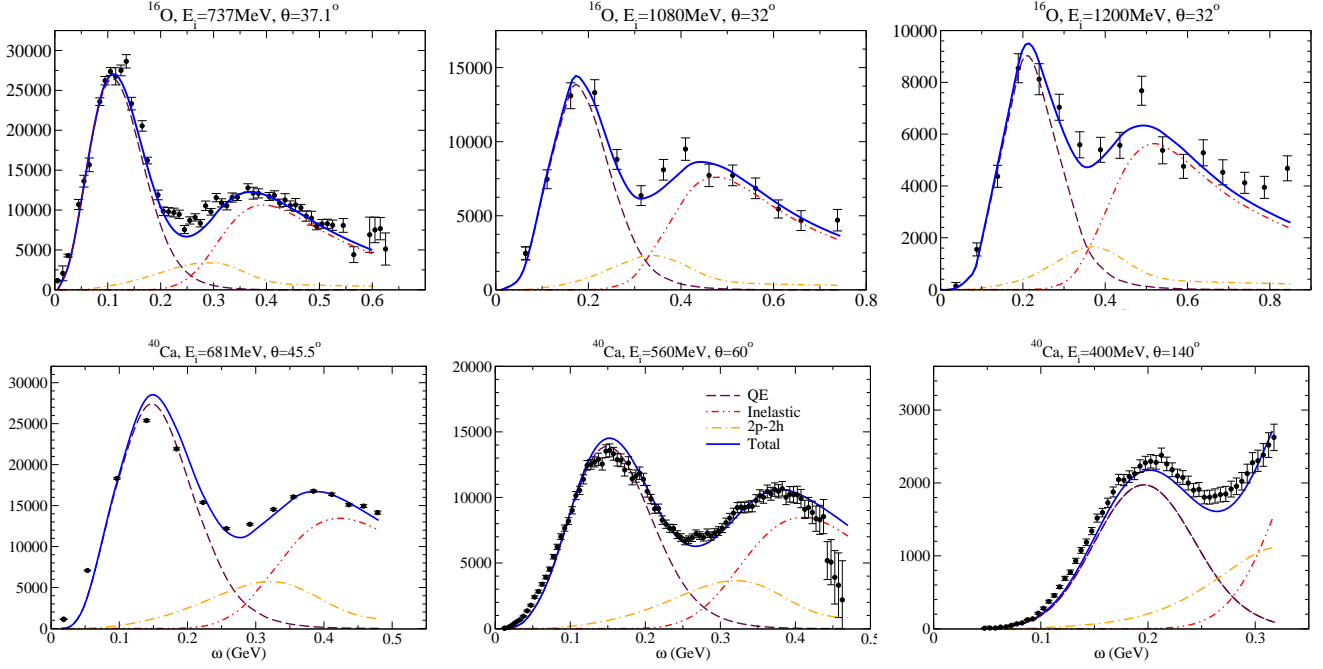 ¹⁶O, Eᵢ=737MeV, θ=37.1°
30000
25000
20000
15000
10000
5000
0
0 0.1 0.2 0.3 0.4 0.5 0.6
¹⁶O, Eᵢ=1080MeV, θ=32°
15000
10000
5000
0
0.2 0.4 0.6 0.8
¹⁶O, Eᵢ=1200MeV, θ=32°
10000
8000
6000
4000
2000
0
0 0.2 0.4 0.6 0.8
⁴⁰Ca, Eᵢ=681MeV, θ=45.5°
30000
25000
20000
15000
10000
5000
0
0 0.1 0.2 0.3 0.4 0.5
ω (GeV)
⁴⁰Ca, Eᵢ=560MeV, θ=60°
20000
15000
10000
5000
0
0 0.1 0.2 0.3 0.4 0.5
ω (GeV)
QE
Inelastic
2p-2h
Total
⁴⁰Ca, Eᵢ=400MeV, θ=140°
3000
2000
1000
0
0.1 0.2 0.3
ω (GeV)